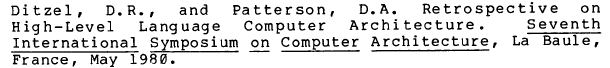 Ditzel, D.R., and Patterson, D.A. Retrospective on
High-Level Language Computer Architecture. Seventh
International Symposium on Computer Architecture, La Baule,
France, May 1980.